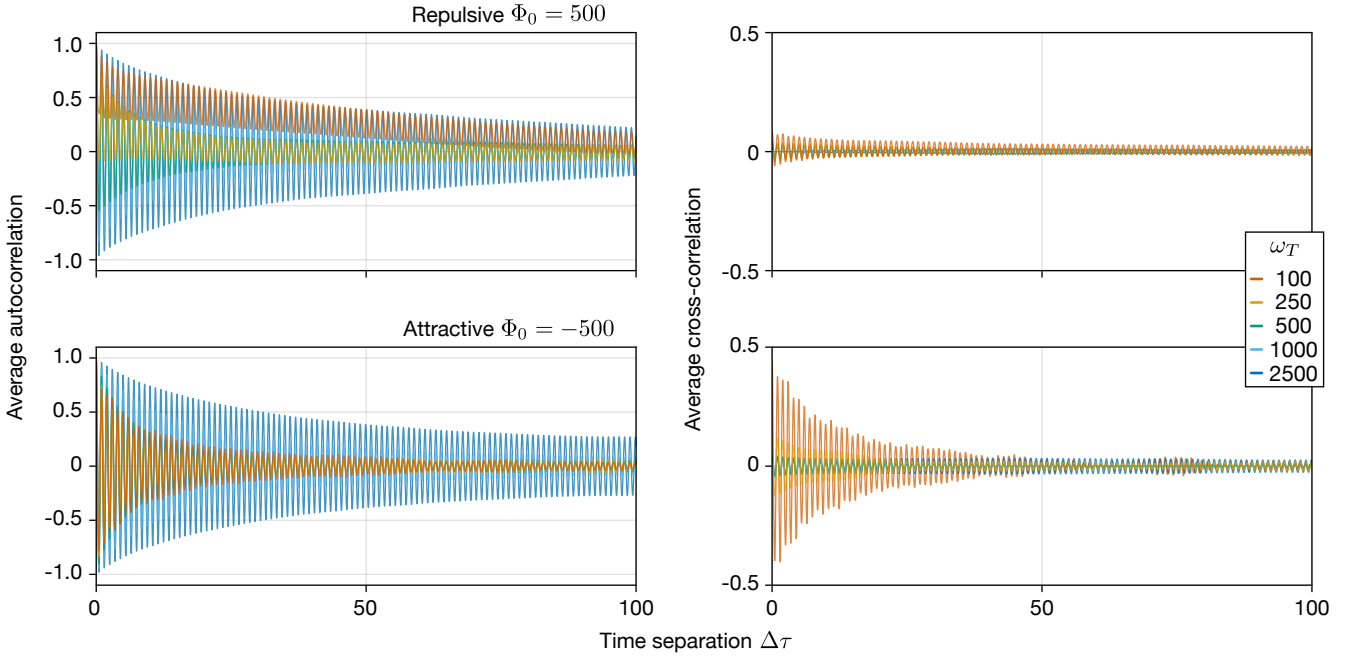 Repulsive Φ₀ = 500
1.0
0.5
0
-0.5
-1.0
0.5
0
-0.5
Average autocorrelation
Average cross-correlation
ω_T
100
250
500
1000
2500
Attractive Φ₀ = −500
1.0
0.5
0
-0.5
-1.0
0 50 100
0.5
0
-0.5
0 50 100
Time separation Δτ